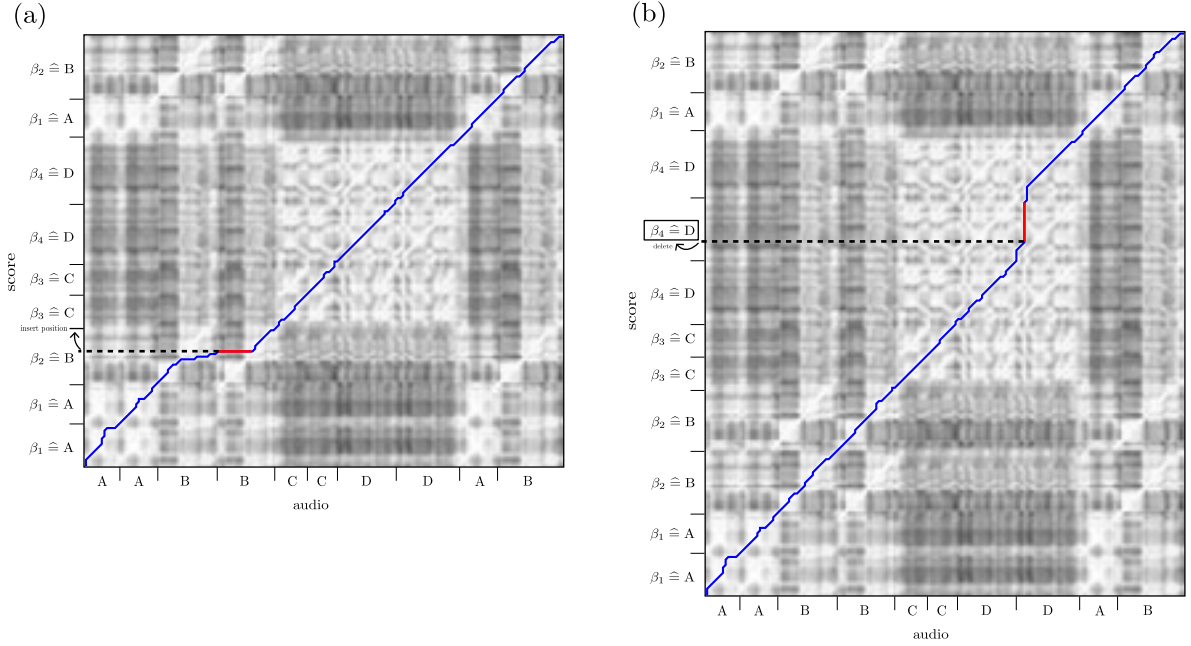 (a)
β₂ ≙ B
β₁ ≙ A
β₄ ≙ D
β₄ ≙ D
β₃ ≙ C
β₃ ≙ C
insert position
β₂ ≙ B
β₁ ≙ A
β₁ ≙ A
score
A A B B C C D D A B
audio
(b)
β₂ ≙ B
β₁ ≙ A
β₄ ≙ D
β₄ ≙ D
delete
β₄ ≙ D
β₃ ≙ C
β₃ ≙ C
β₂ ≙ B
β₂ ≙ B
β₁ ≙ A
β₁ ≙ A
score
A A B B C C D D A B
audio